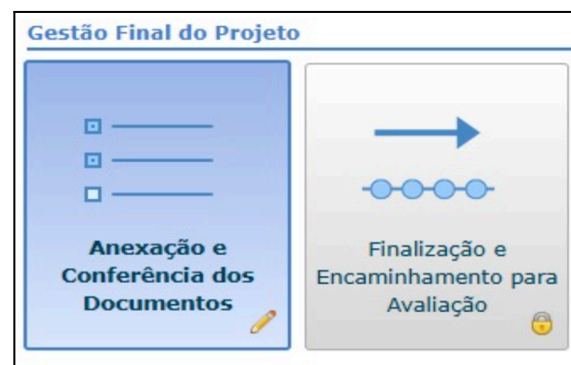 Gestão Final do Projeto
Anexação e
Conferência dos
Documentos
Finalização e
Encaminhamento para
Avaliação